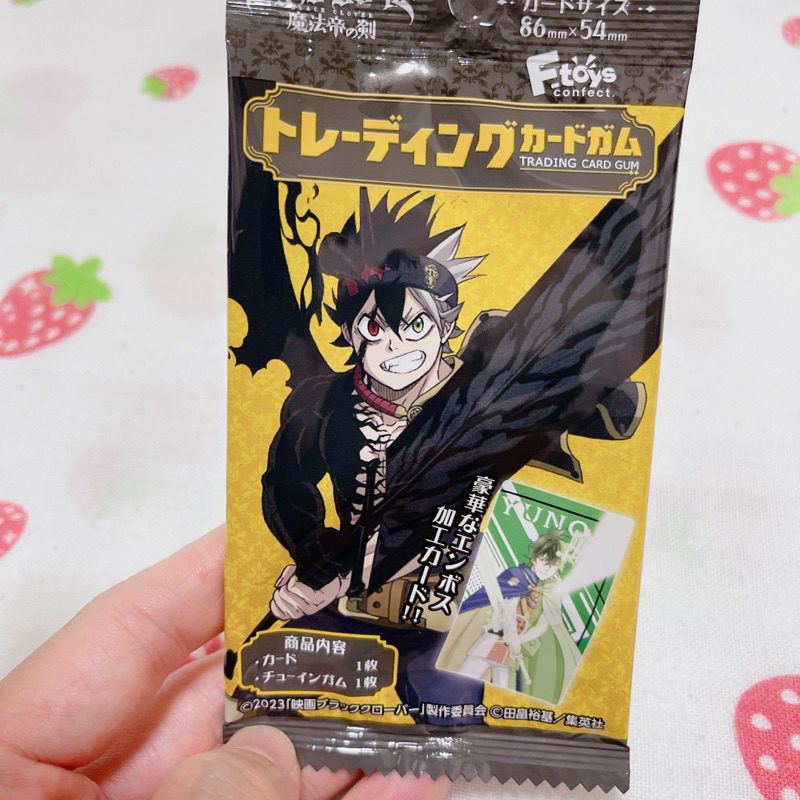 魔法帝の剣
カードサイズ
86mm×54mm
F.toys
confect.
トレーディングカードガム
TRADING CARD GUM
豪華なエンボス
加工カード!!
YUNO
商品内容
・カード 1枚
・チューインガム 1枚
©2023「映画ブラッククローバー」製作委員会 ©田畠裕基／集英社